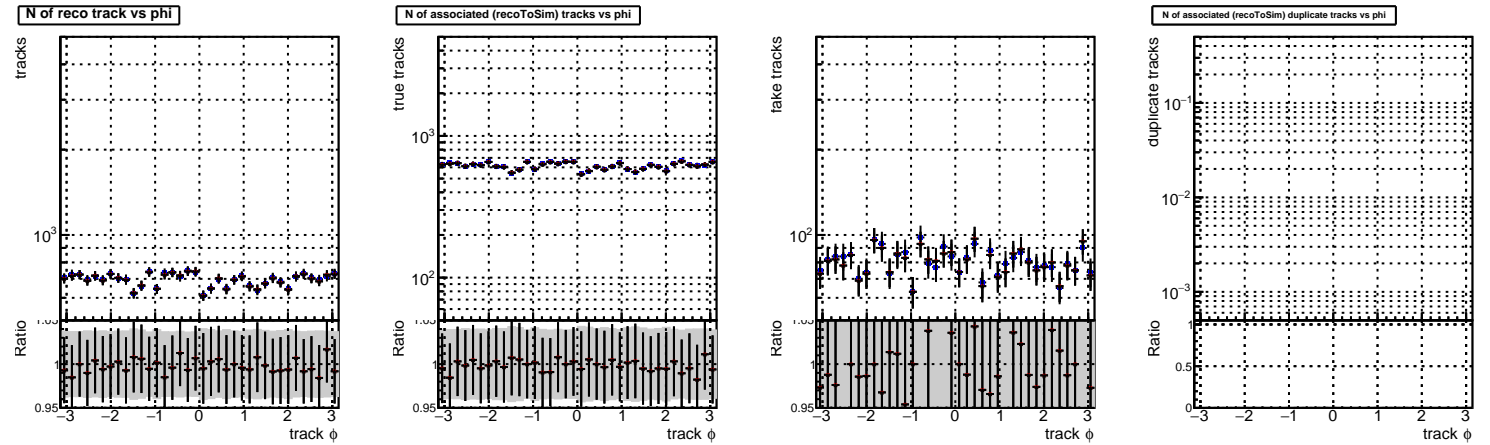 N of reco track vs phi
tracks
10³
Ratio
1
0.95
−3 −2 −1 0 1 2 3
track ϕ
N of associated (recoToSim) tracks vs phi
true tracks
10³
10²
Ratio
1
0.95
−3 −2 −1 0 1 2 3
track ϕ
fake tracks
10²
Ratio
1
0.95
−3 −2 −1 0 1 2 3
track ϕ
N of associated (recoToSim) duplicate tracks vs phi
duplicate tracks
10⁻¹
10⁻²
10⁻³
Ratio
1
0.5
0
−3 −2 −1 0 1 2 3
track ϕ